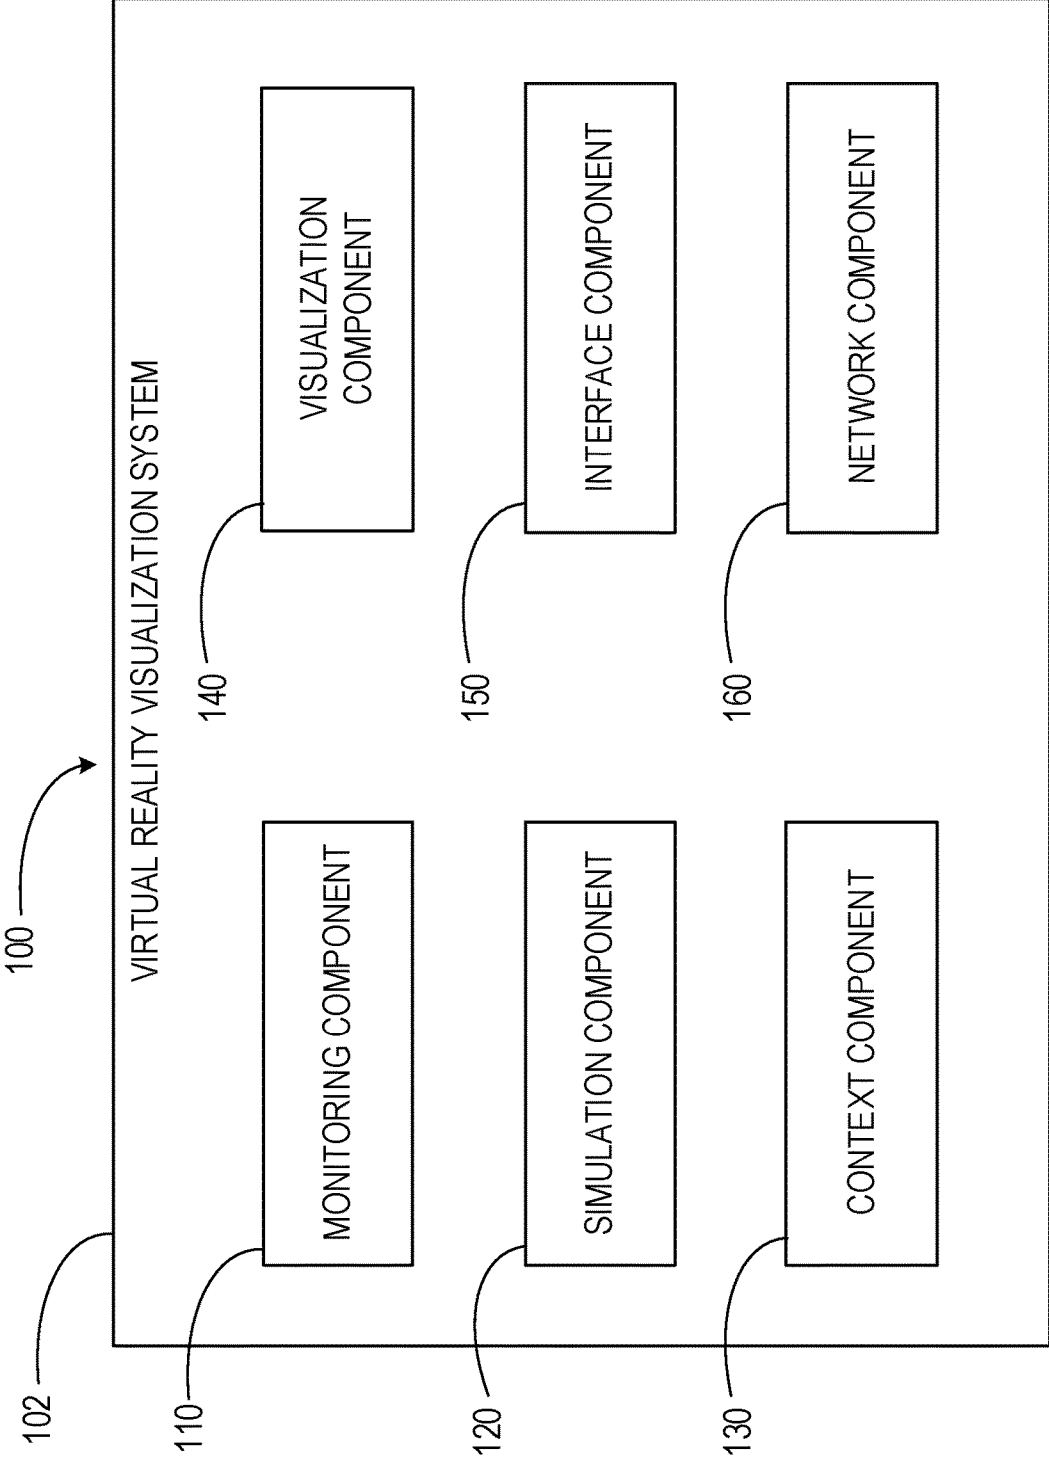 100
102
VIRTUAL REALITY VISUALIZATION SYSTEM
110
MONITORING COMPONENT
140
VISUALIZATION
COMPONENT
120
SIMULATION COMPONENT
150
INTERFACE COMPONENT
130
CONTEXT COMPONENT
160
NETWORK COMPONENT